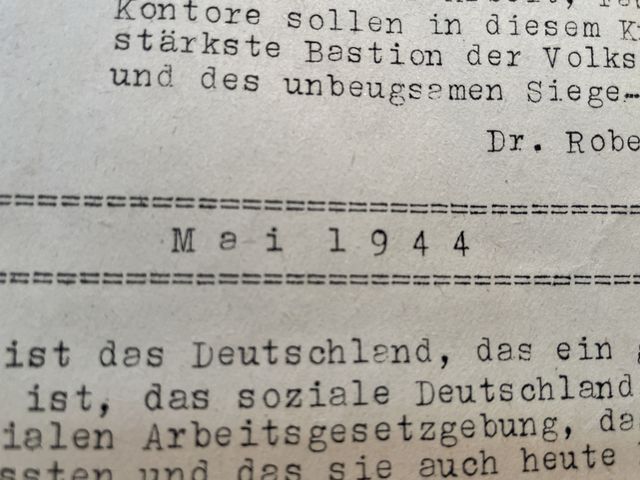 Kontore sollen in diesem
stärkste Bastion der Volks
und des unbeugsamen Siege
Dr. Robe
Mai 1944
ist das Deutschland, das ein
ist, das soziale Deutschland
ialen Arbeitsgesetzgebung, da
ssten und das sie auch heute